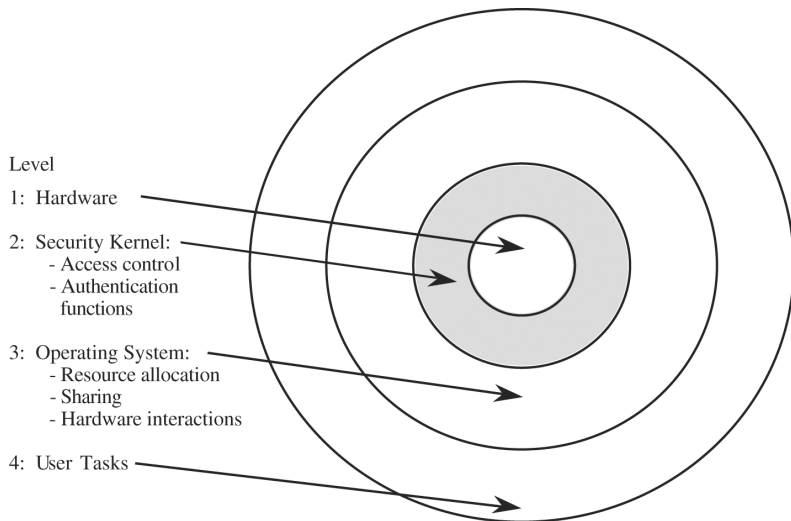 Level
1: Hardware
2: Security Kernel:
- Access control
- Authentication
functions
3: Operating System:
- Resource allocation
- Sharing
- Hardware interactions
4: User Tasks